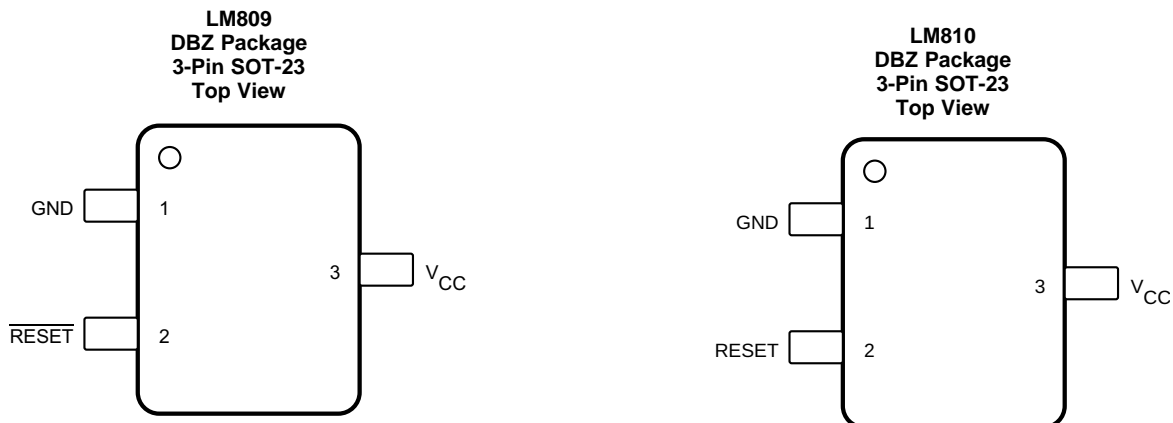 LM809
DBZ Package
3-Pin SOT-23
Top View
GND
1
3
VCC
RESET
2
LM810
DBZ Package
3-Pin SOT-23
Top View
GND
1
3
VCC
RESET
2